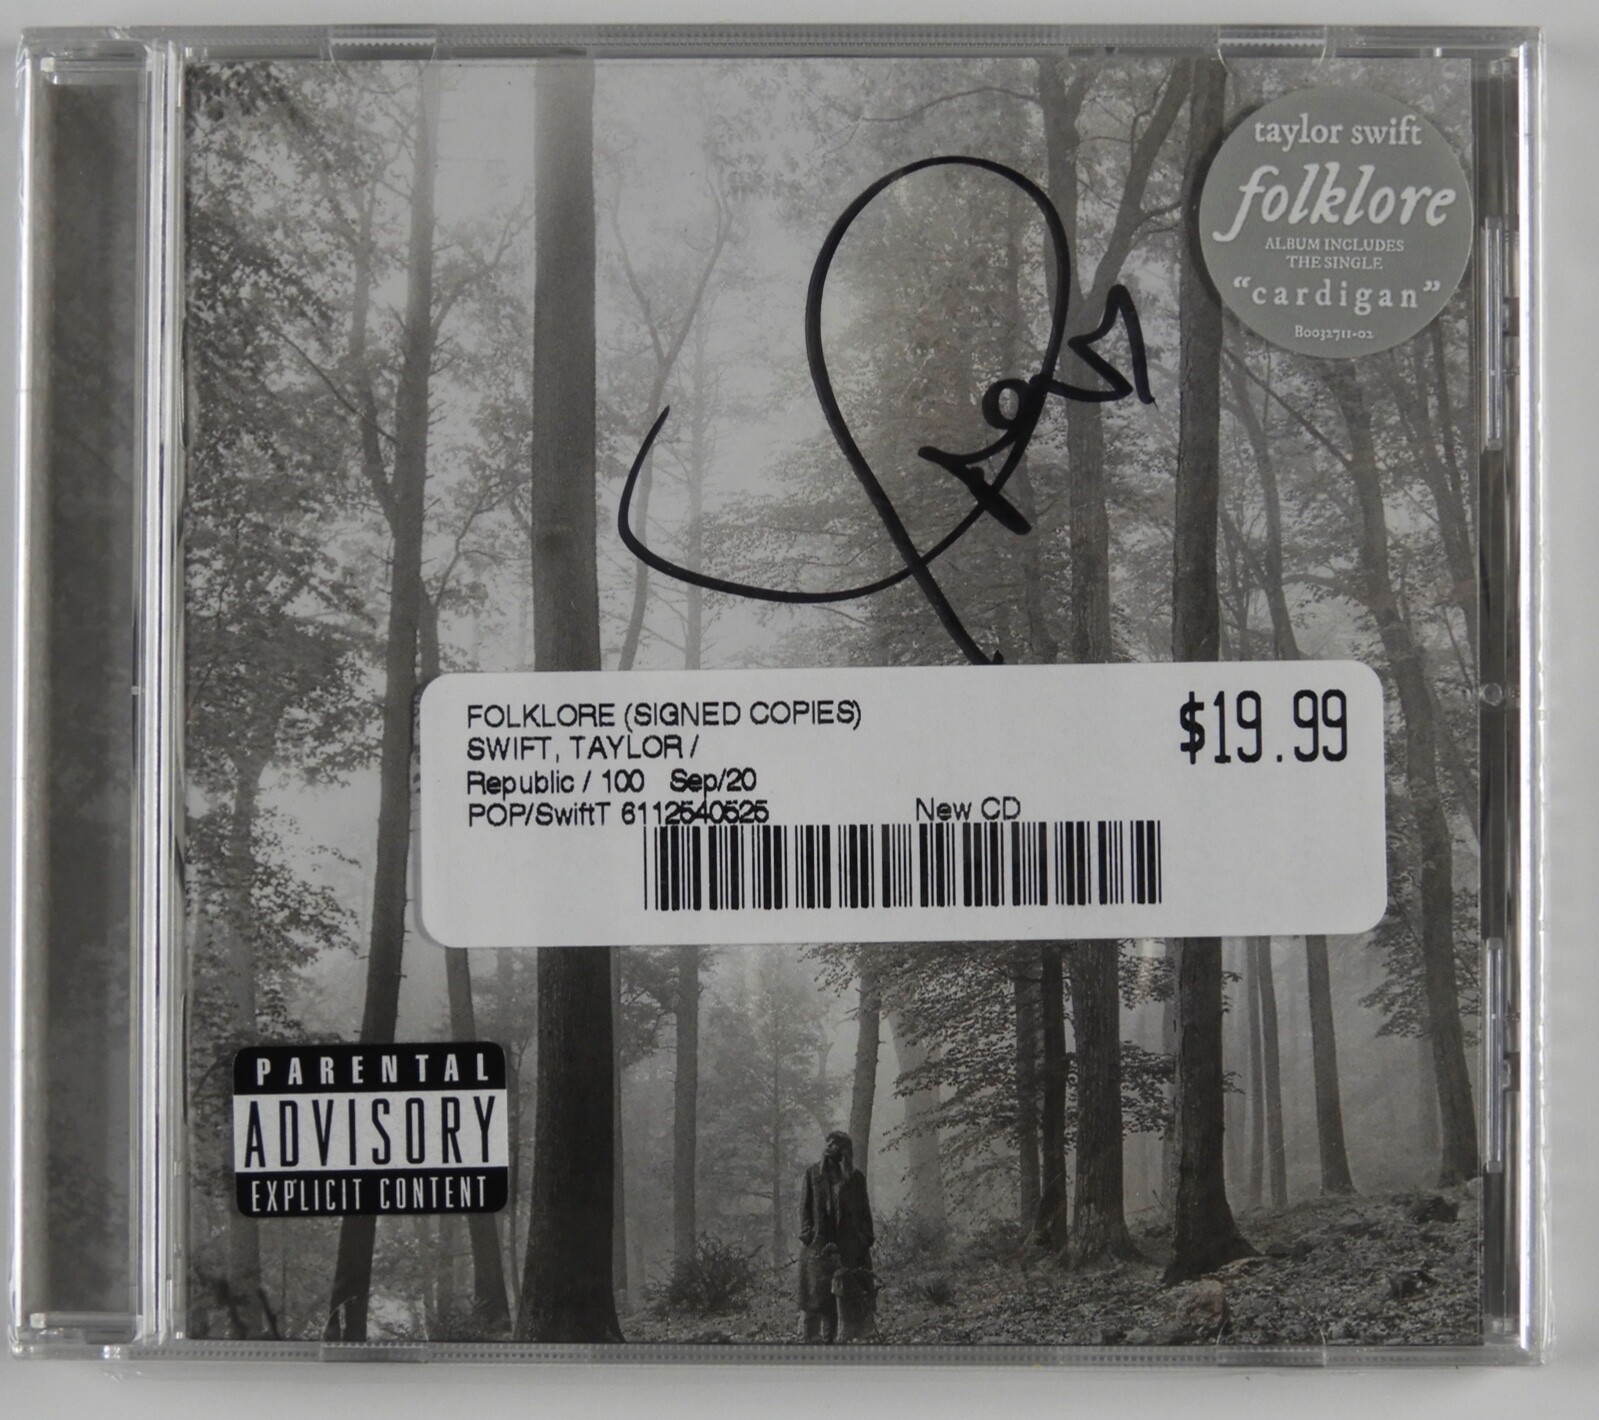 taylor swift
folklore
ALBUM INCLUDES
THE SINGLE
“cardigan”
B0032711-02
FOLKLORE (SIGNED COPIES)
$19.99
SWIFT, TAYLOR /
Republic / 100 Sep/20
POP/SwiftT 6112540525 New CD
PARENTAL
ADVISORY
EXPLICIT CONTENT